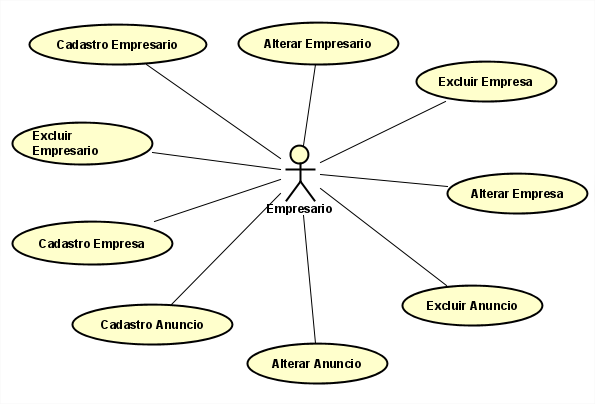 Cadastro Empresario
Alterar Empresario
Excluir Empresa
Excluir
Empresario
Alterar Empresa
Empresario
Cadastro Empresa
Excluir Anuncio
Cadastro Anuncio
Alterar Anuncio